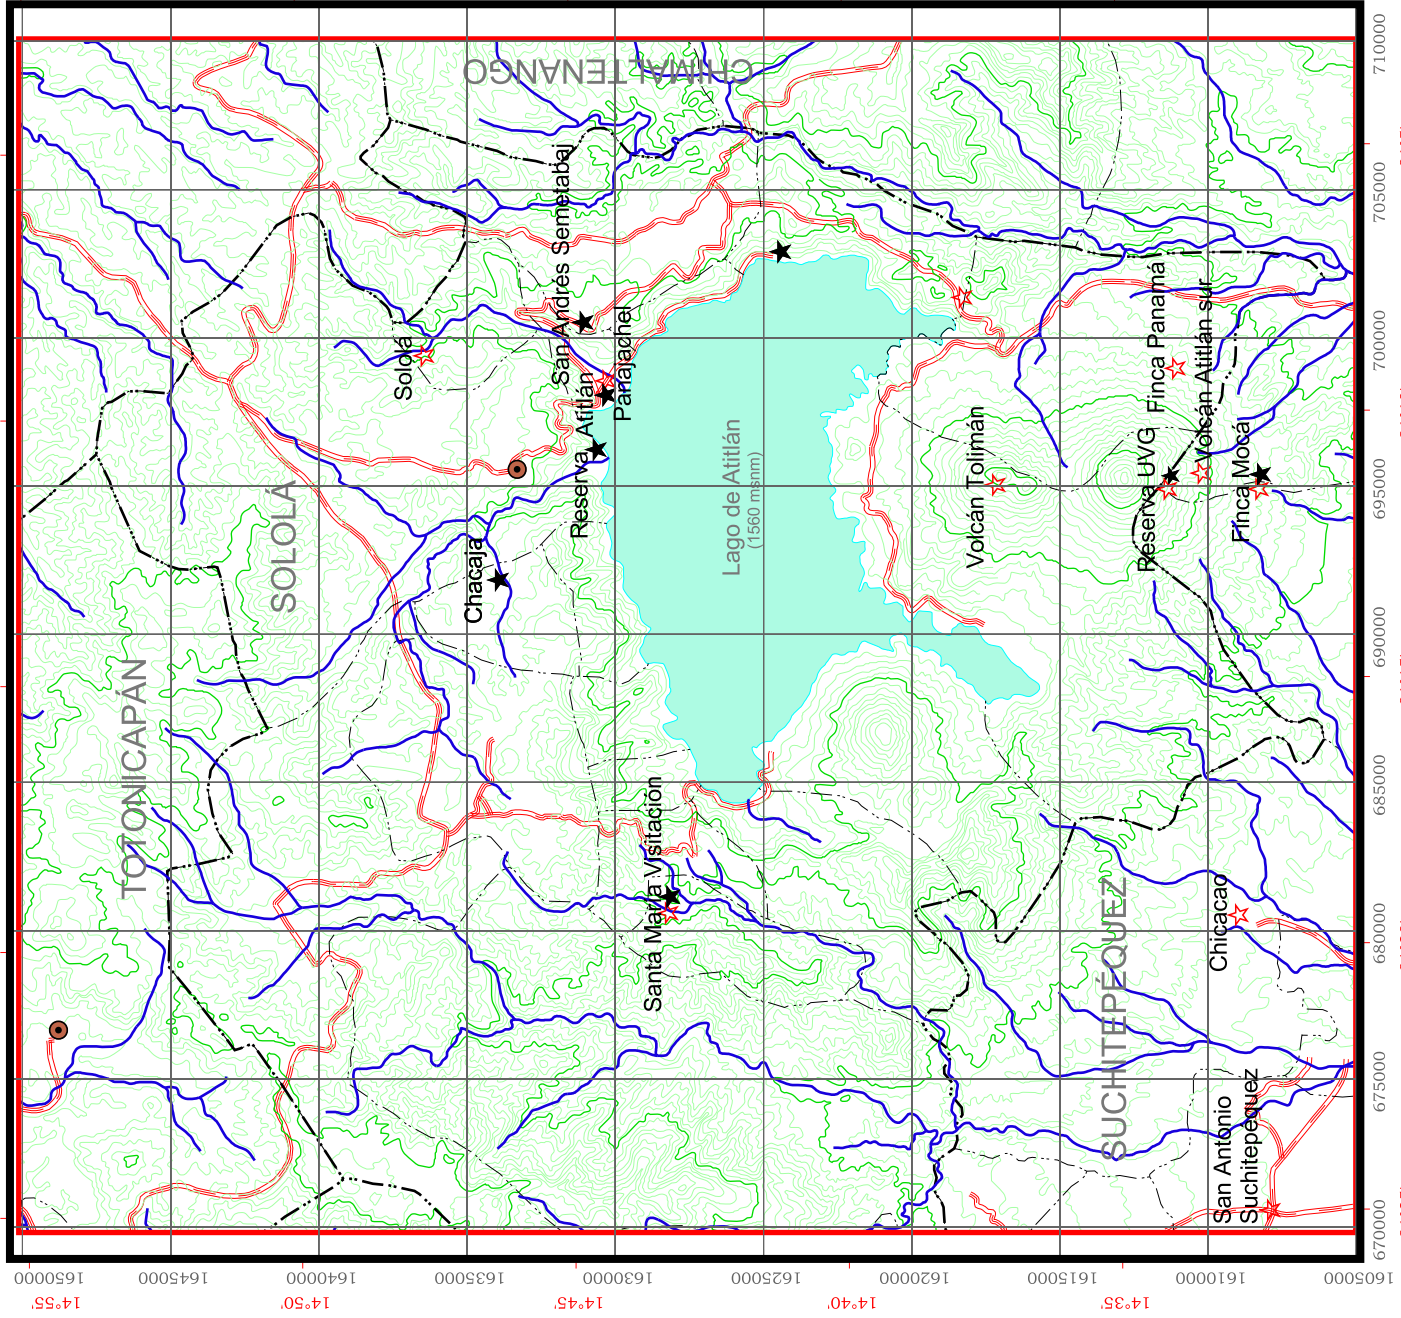 CHIMALTENANGO
San Andrés Semetabaj
Sololá
Panajachel
Reserva Atitlán
SOLOLÁ
Chacaja
Lago de Atitlán
(1560 msnm)
Volcán Tolimán
Finca Panamá
Volcán Atitlán sur
Reserva UVG
Finca Mocá
TOTONICAPÁN
Santa María Visitación
SUCHITEPÉQUEZ
Chicacao
San Antonio
Suchitepequez
710000
705000
700000
695000
690000
685000
680000
675000
670000
1650000
1645000
1640000
1635000
1630000
1625000
1620000
1615000
1610000
1605000
14°55'
14°50'
14°45'
14°40'
14°35'